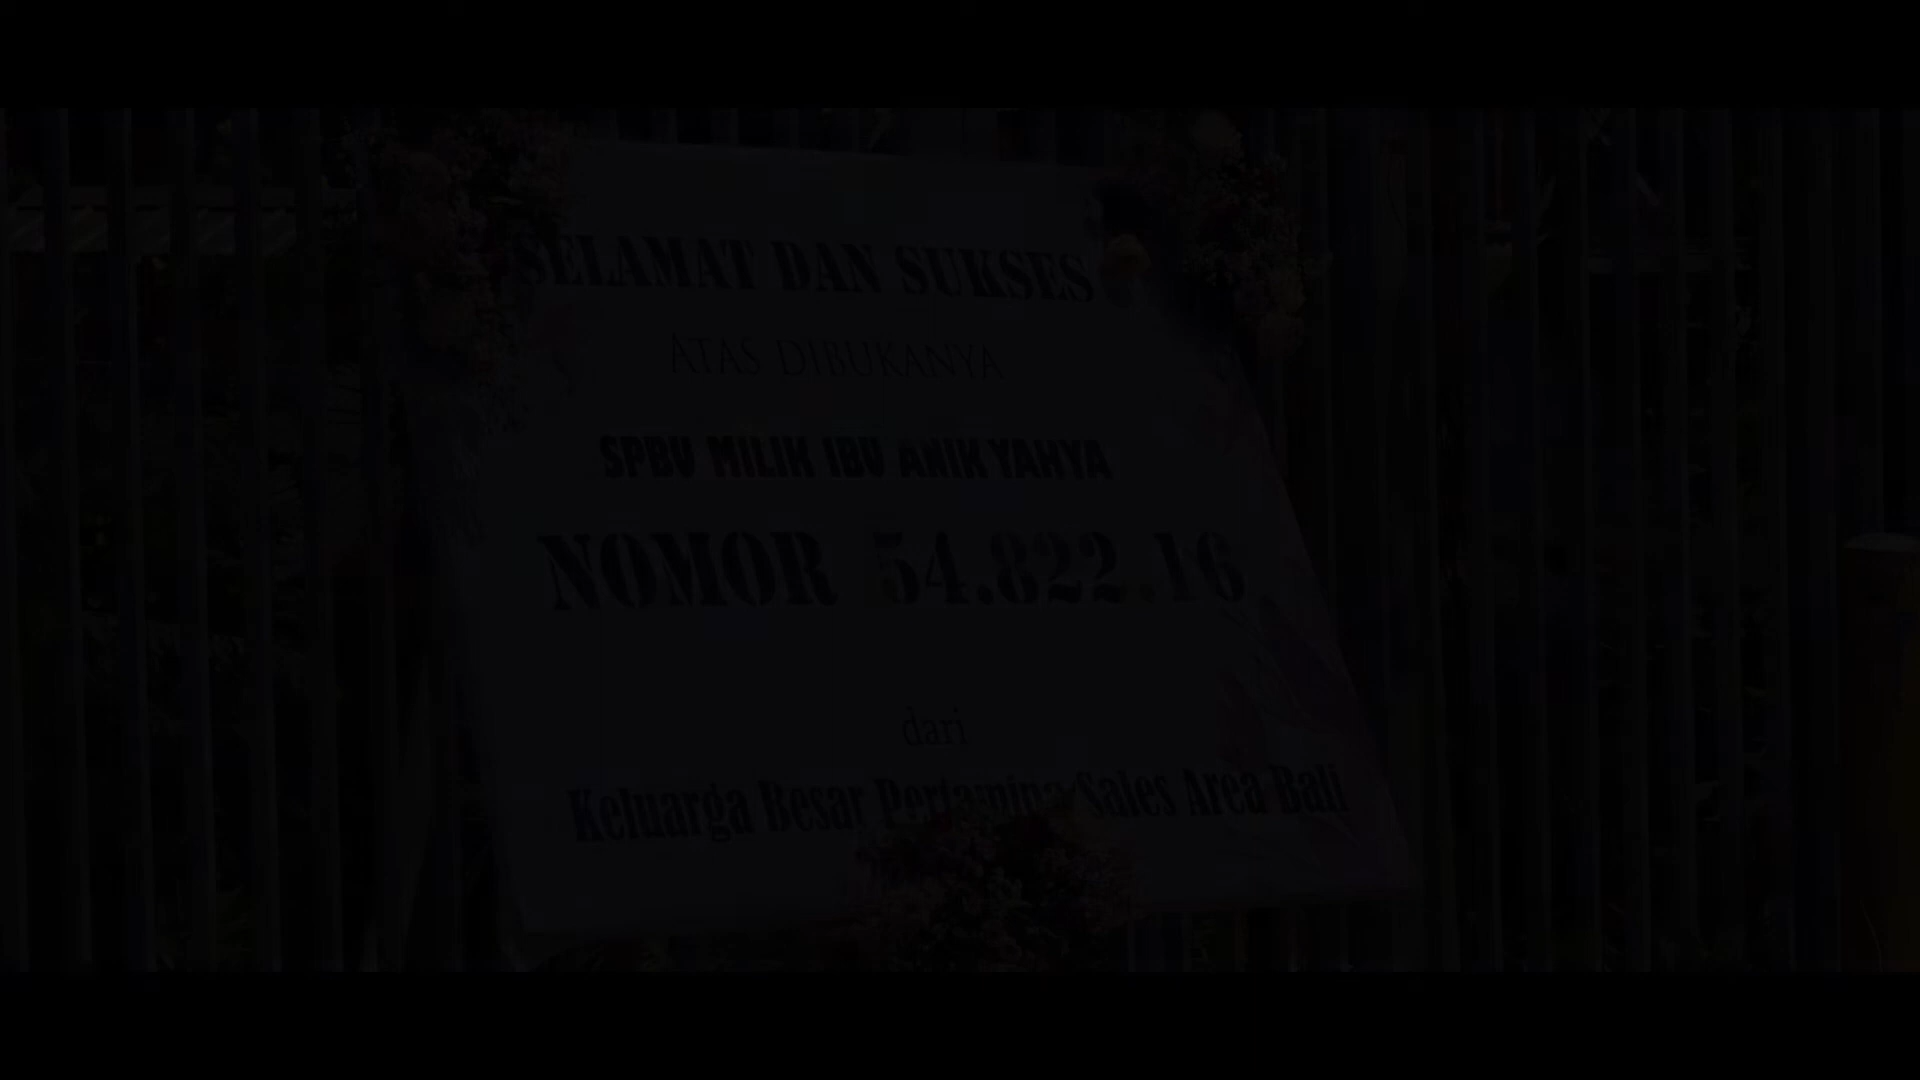 SELAMAT DAN SUKSES
ATAS DIBUKANYA
SPBU MILIK IBU ANIK YAHYA
NOMOR 54.822.16
dari
Keluarga Besar Pertamina Sales Area Bali